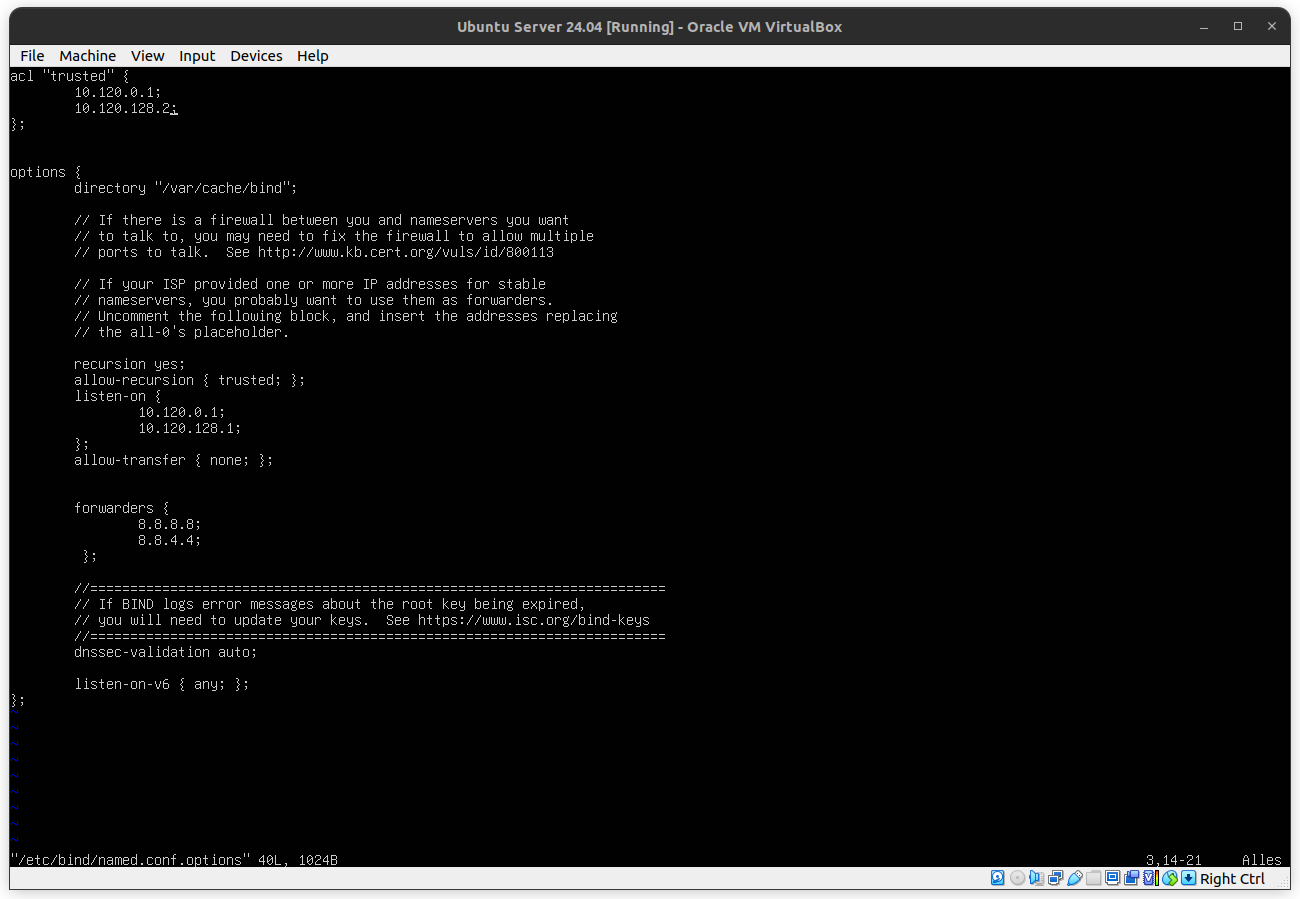 Ubuntu Server 24.04 [Running] - Oracle VM VirtualBox
File Machine View Input Devices Help
acl "trusted" {
10.120.0.1;
10.120.128.2;
};
options {
directory "/var/cache/bind";
// If there is a firewall between you and nameservers you want
// to talk to, you may need to fix the firewall to allow multiple
// ports to talk.  See http://www.kb.cert.org/vuls/id/800113
// If your ISP provided one or more IP addresses for stable
// nameservers, you probably want to use them as forwarders.
// Uncomment the following block, and insert the addresses replacing
// the all-0's placeholder.
recursion yes;
allow-recursion { trusted; };
listen-on {
10.120.0.1;
10.120.128.1;
};
allow-transfer { none; };
forwarders {
8.8.8.8;
8.8.4.4;
};
//========================================================================
// If BIND logs error messages about the root key being expired,
// you will need to update your keys.  See https://www.isc.org/bind-keys
//========================================================================
dnssec-validation auto;
listen-on-v6 { any; };
};
~
~
~
~
~
~
~
~
~
"/etc/bind/named.conf.options" 40L, 1024B 3,14-21 Alles
Right Ctrl